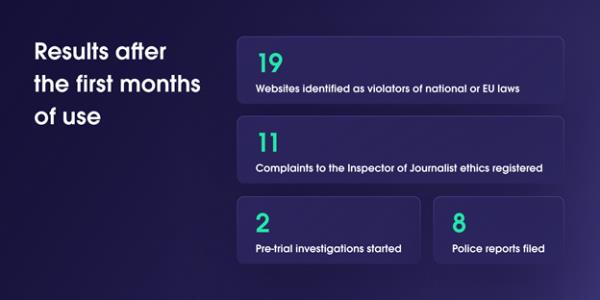 Results after
the first months
of use
19
Websites identified as violators of national or EU laws
11
Complaints to the Inspector of Journalist ethics registered
2
Pre-trial investigations started
8
Police reports filed